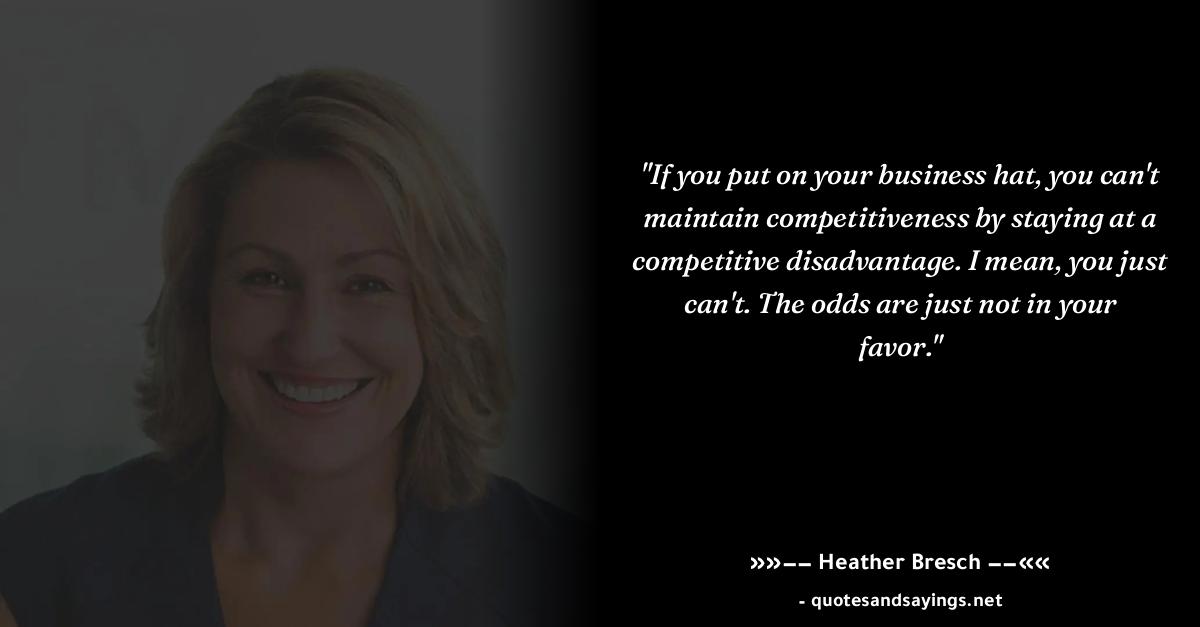 "If you put on your business hat, you can't
maintain competitiveness by staying at a
competitive disadvantage. I mean, you just
can't. The odds are just not in your
favor."
»»–– Heather Bresch ––««
- quotesandsayings.net